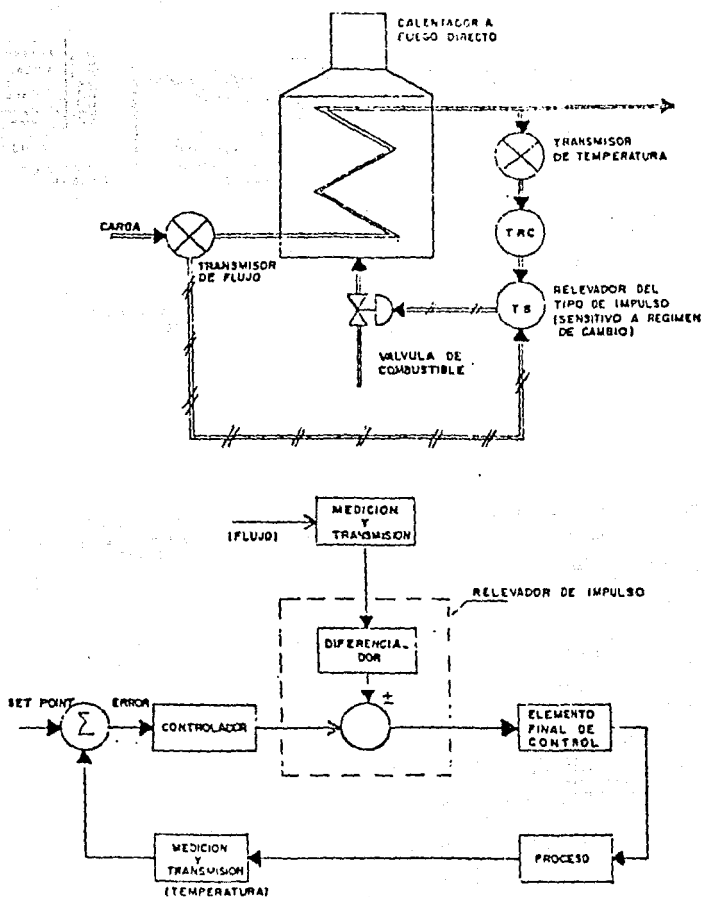 CALENTADOR A
FUEGO DIRECTO
TRANSMISOR
DE TEMPERATURA
CARGA
TRC
TRANSMISOR
DE FLUJO
TS
RELEVADOR DEL
TIPO DE IMPULSO
(SENSITIVO A REGIMEN
DE CAMBIO)
VALVULA DE
COMBUSTIBLE
MEDICION
Y
TRANSMISION
(FLUJO)
RELEVADOR DE IMPULSO
DIFERENCIA-
DOR
±
SET POINT
ERROR
Σ
CONTROLADOR
ELEMENTO
FINAL DE
CONTROL
MEDICION
Y
TRANSMISION
(TEMPERATURA)
PROCESO